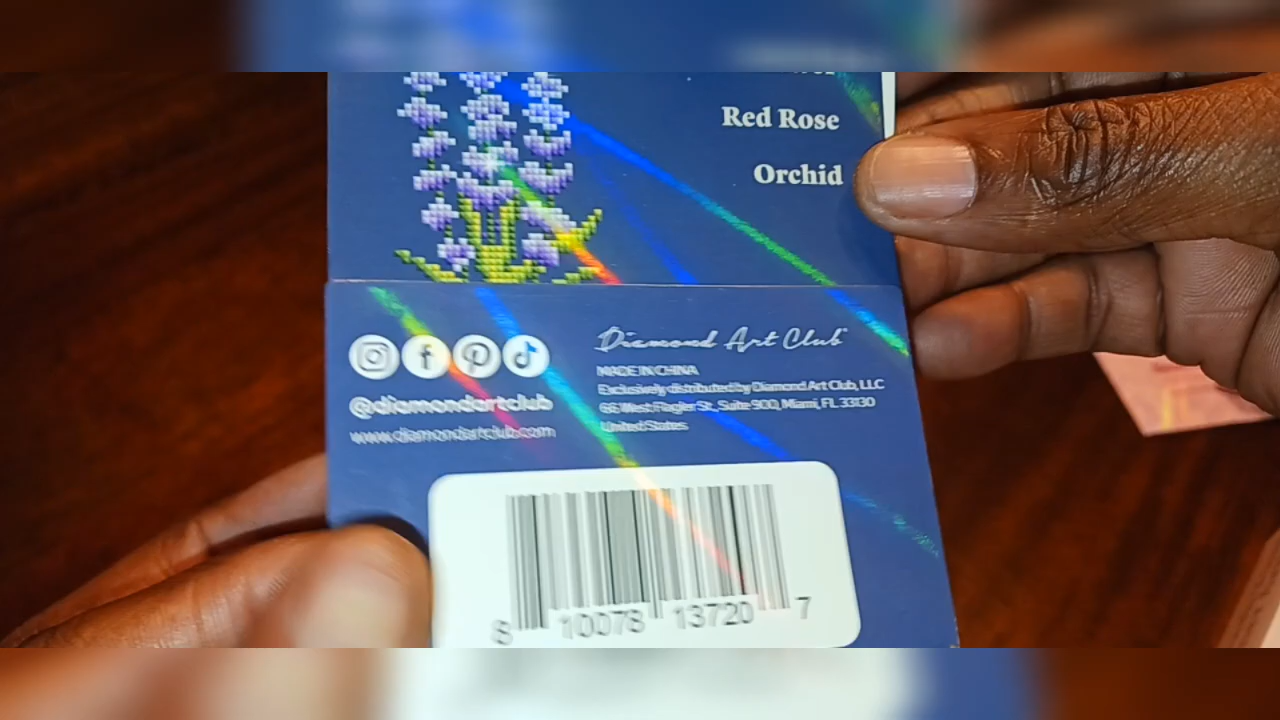 Red Rose
Orchid
Diamond Art Club
MADE IN CHINA
Exclusively distributed by Diamond Art Club, LLC
66 West Flagler St., Suite 900, Miami, FL 33130
United States
@diamondartclub
www.diamondartclub.com
8 10078 13720 7